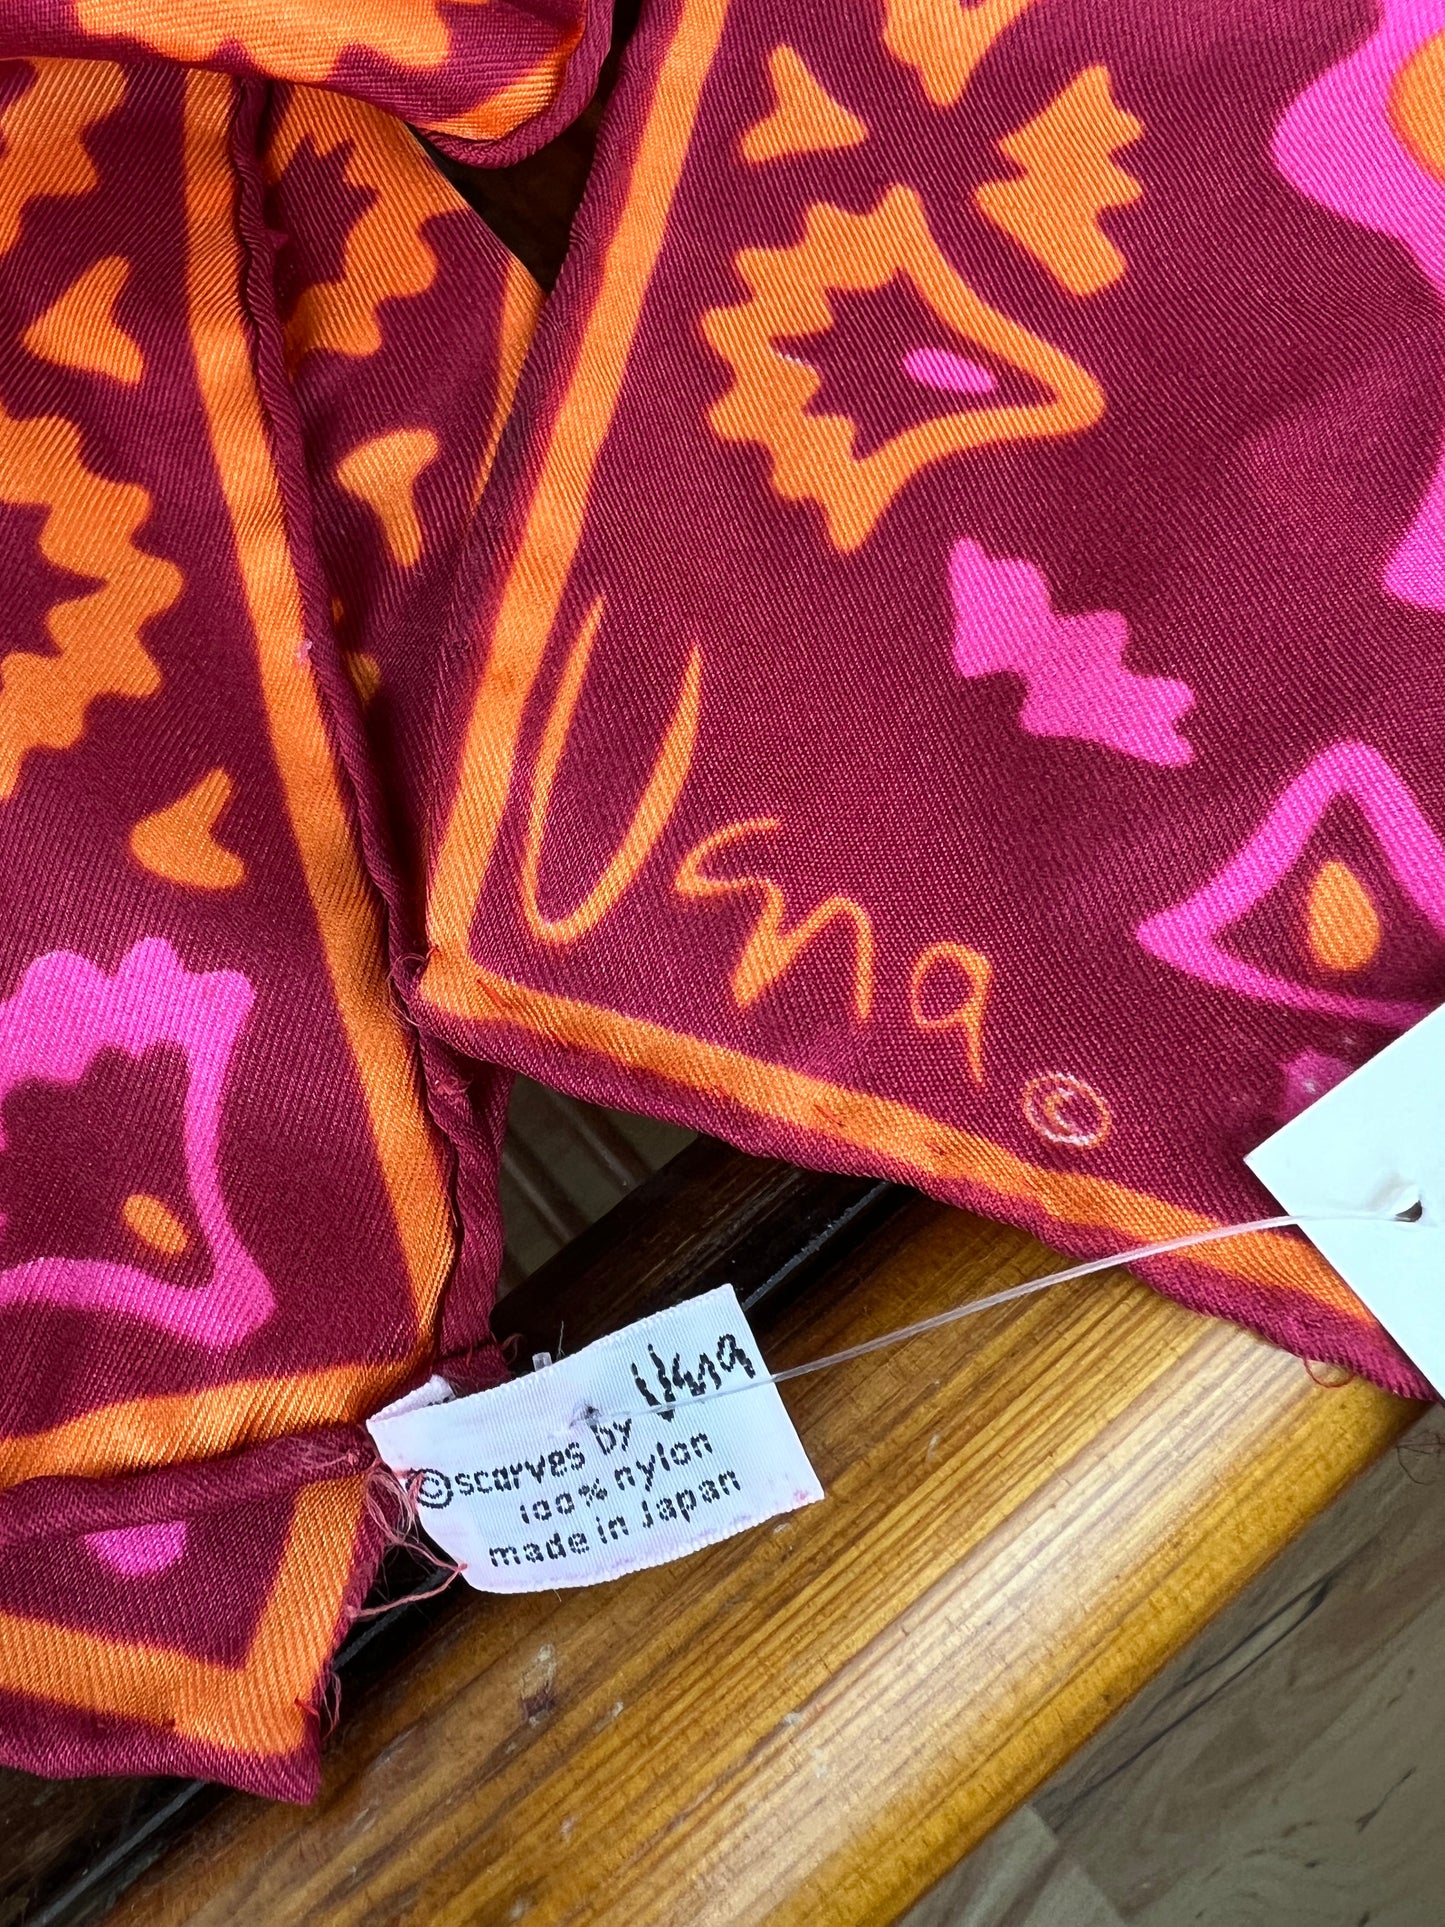 Vera ©
© scarves by Vera
100% nylon
made in Japan